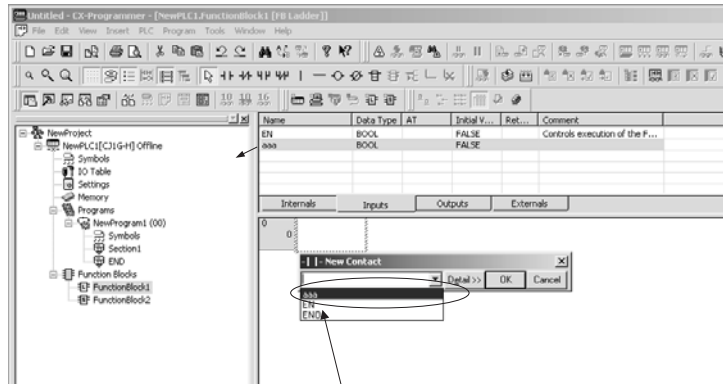 Untitled - CX-Programmer - [NewPLC1.FunctionBlock1 [FB Ladder]]
File Edit View Insert PLC Program Tools Window Help
NewProject
NewPLC1[CJ1G-H] Offline
Symbols
IO Table
Settings
Memory
Programs
NewProgram1 (00)
Symbols
Section1
END
Function Blocks
FunctionBlock1
FunctionBlock2
Name Data Type AT Initial V... Ret... Comment
EN BOOL FALSE Controls execution of the F...
aaa BOOL FALSE
Internals Inputs Outputs Externals
0
0
New Contact
Detail >> OK Cancel
aaa
EN
ENO